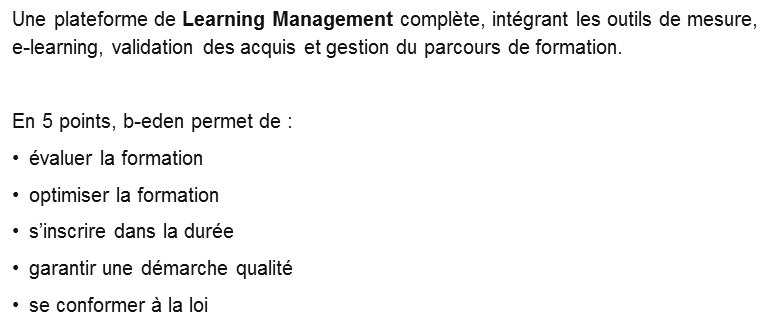 Une plateforme de Learning Management complète, intégrant les outils de mesure,
e-learning, validation des acquis et gestion du parcours de formation.
En 5 points, b-eden permet de :
• évaluer la formation
• optimiser la formation
• s’inscrire dans la durée
• garantir une démarche qualité
• se conformer à la loi